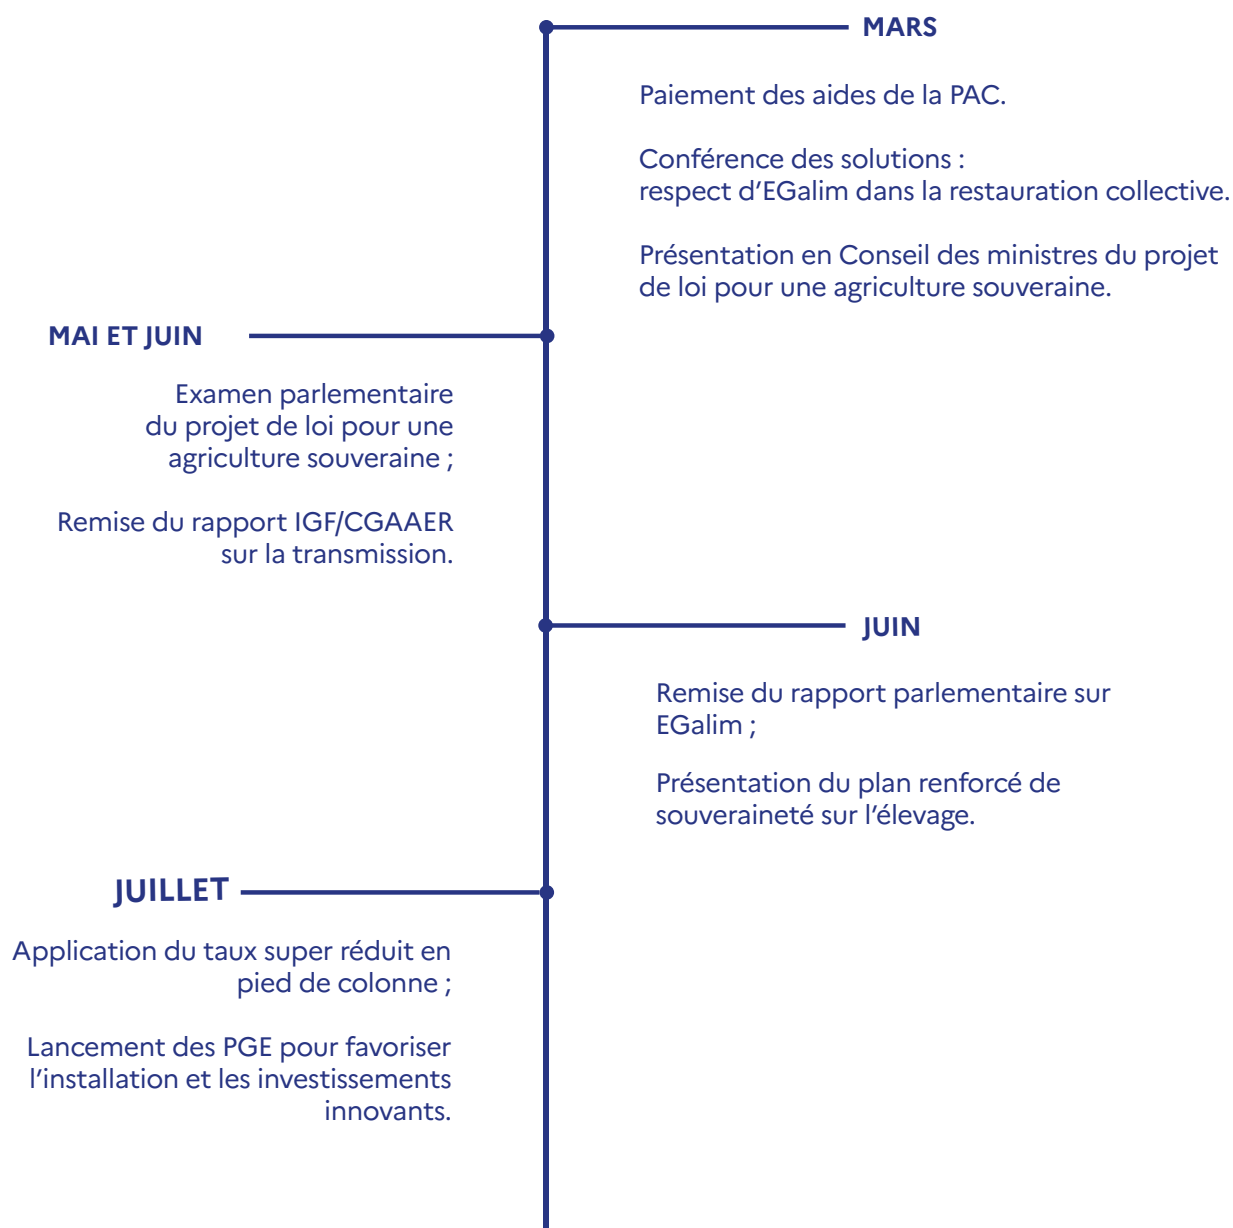 MARS
Paiement des aides de la PAC.
Conférence des solutions :
respect d’EGalim dans la restauration collective.
Présentation en Conseil des ministres du projet
de loi pour une agriculture souveraine.
MAI ET JUIN
Examen parlementaire
du projet de loi pour une
agriculture souveraine ;
Remise du rapport IGF/CGAAER
sur la transmission.
JUIN
Remise du rapport parlementaire sur
EGalim ;
Présentation du plan renforcé de
souveraineté sur l’élevage.
JUILLET
Application du taux super réduit en
pied de colonne ;
Lancement des PGE pour favoriser
l’installation et les investissements
innovants.